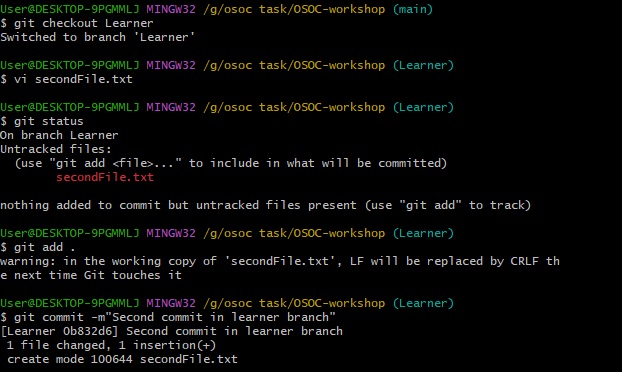 User@DESKTOP-9PGMMLJ MINGW32 /g/osoc task/OSOC-workshop (main)
$ git checkout Learner
Switched to branch 'Learner'
User@DESKTOP-9PGMMLJ MINGW32 /g/osoc task/OSOC-workshop (Learner)
$ vi secondFile.txt
User@DESKTOP-9PGMMLJ MINGW32 /g/osoc task/OSOC-workshop (Learner)
$ git status
On branch Learner
Untracked files:
  (use "git add <file>..." to include in what will be committed)
        secondFile.txt
nothing added to commit but untracked files present (use "git add" to track)
User@DESKTOP-9PGMMLJ MINGW32 /g/osoc task/OSOC-workshop (Learner)
$ git add .
warning: in the working copy of 'secondFile.txt', LF will be replaced by CRLF th
e next time Git touches it
User@DESKTOP-9PGMMLJ MINGW32 /g/osoc task/OSOC-workshop (Learner)
$ git commit -m"Second commit in learner branch"
[Learner 0b832d6] Second commit in learner branch
 1 file changed, 1 insertion(+)
 create mode 100644 secondFile.txt